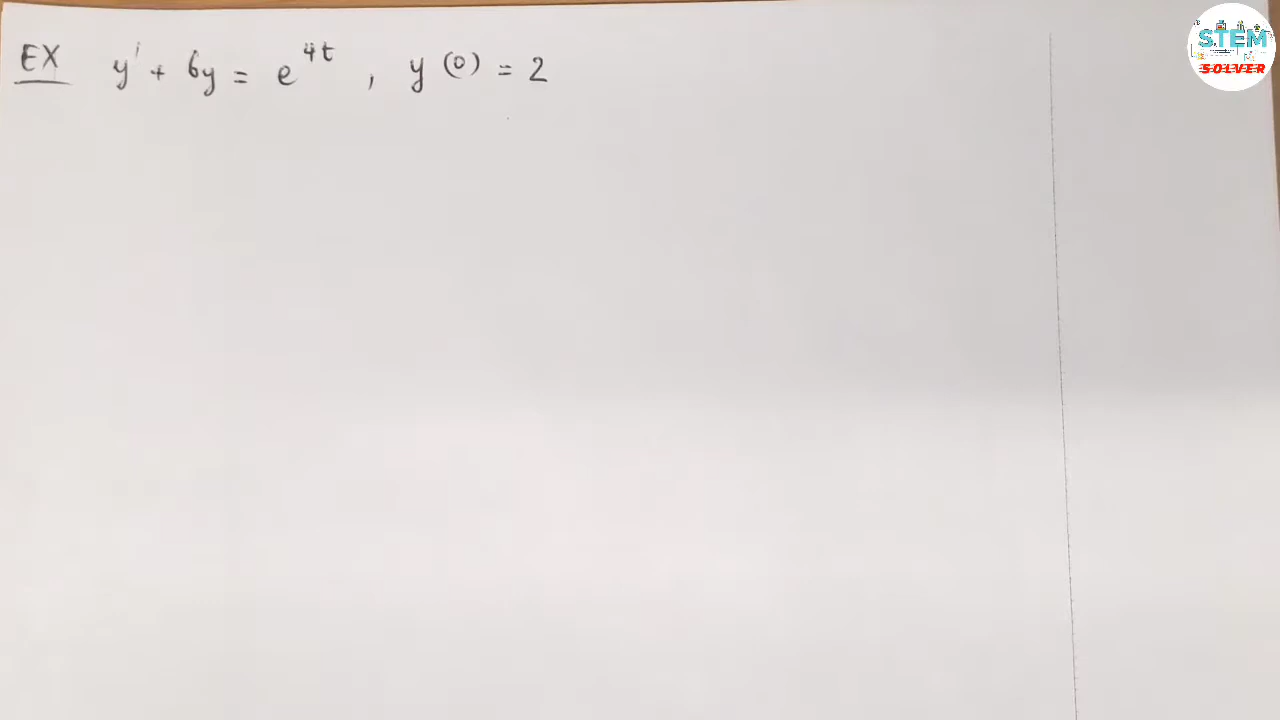 EX y' + 6y = e^{4t} , y(0) = 2
STEM
SOLVER